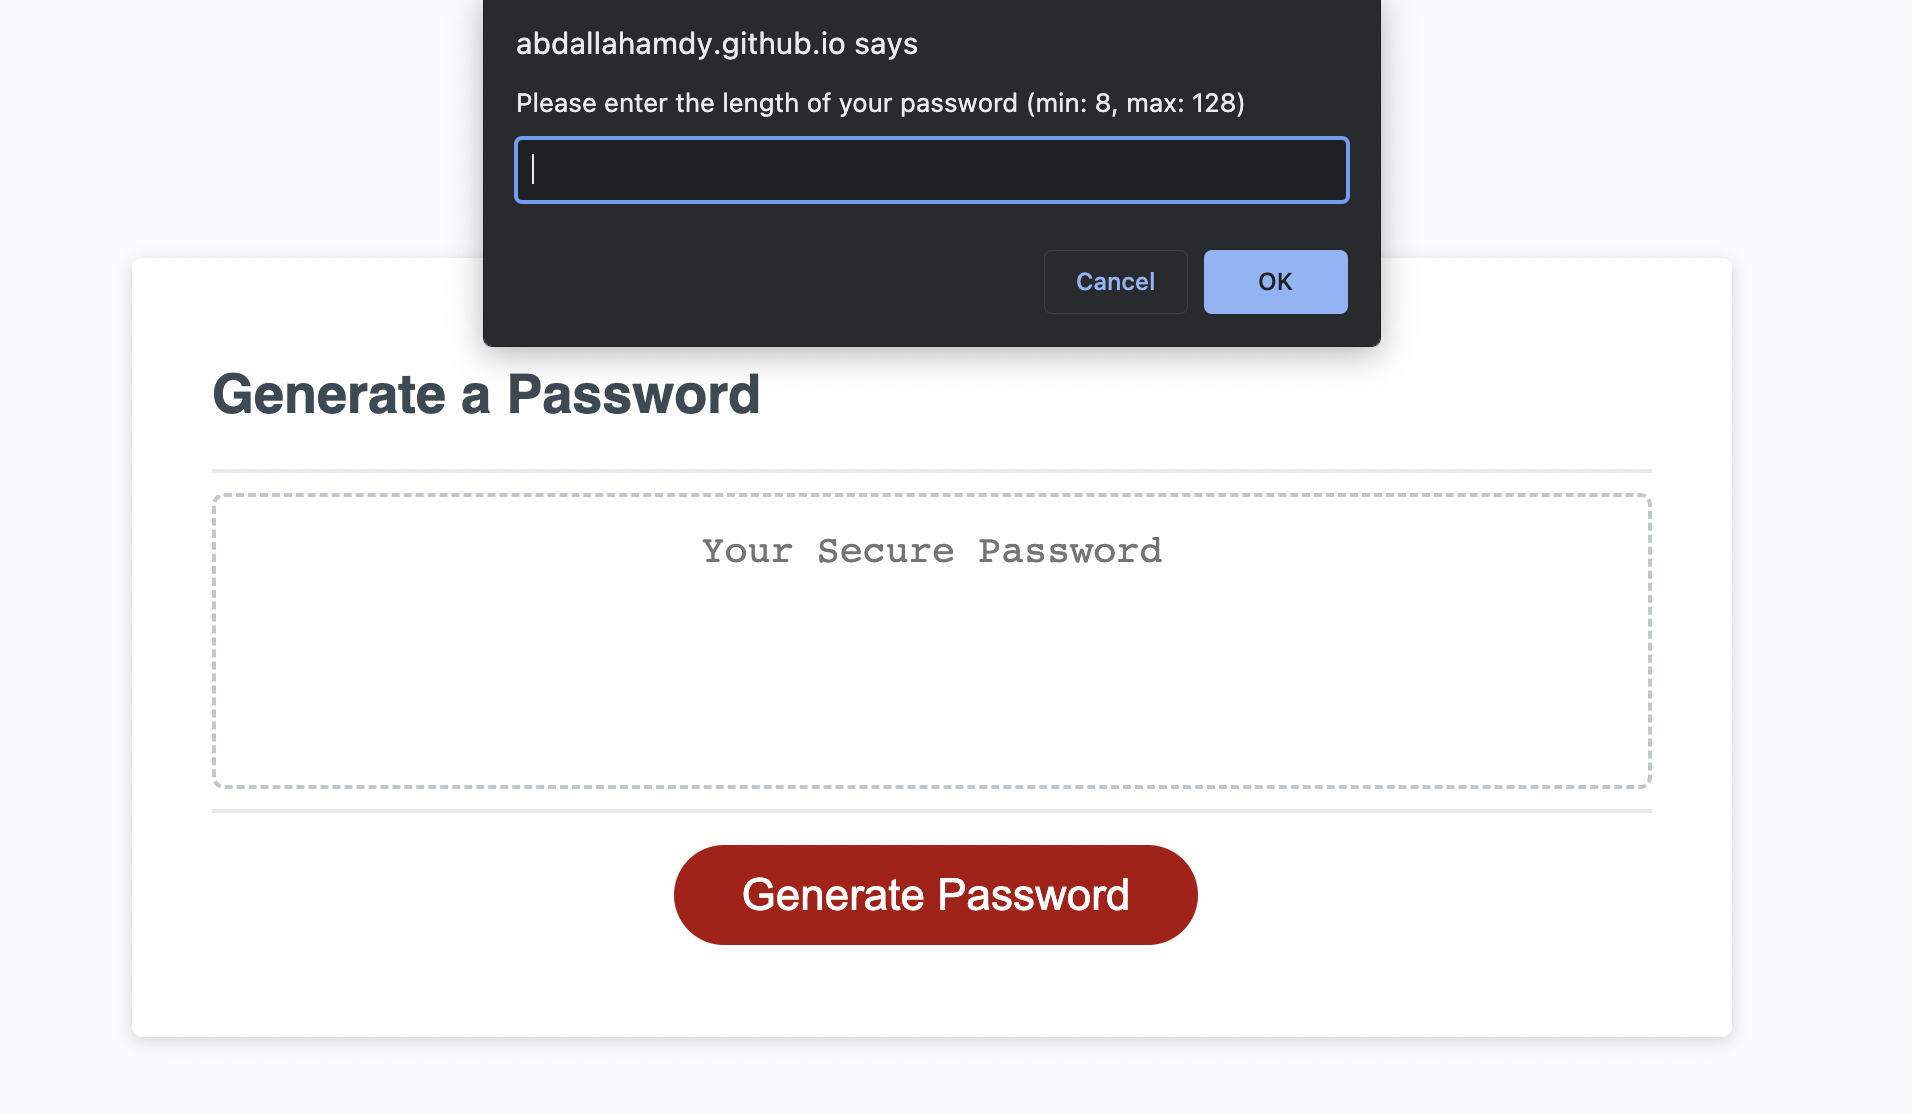 abdallahamdy.github.io says
Please enter the length of your password (min: 8, max: 128)
Cancel
OK
Generate a Password
Your Secure Password
Generate Password